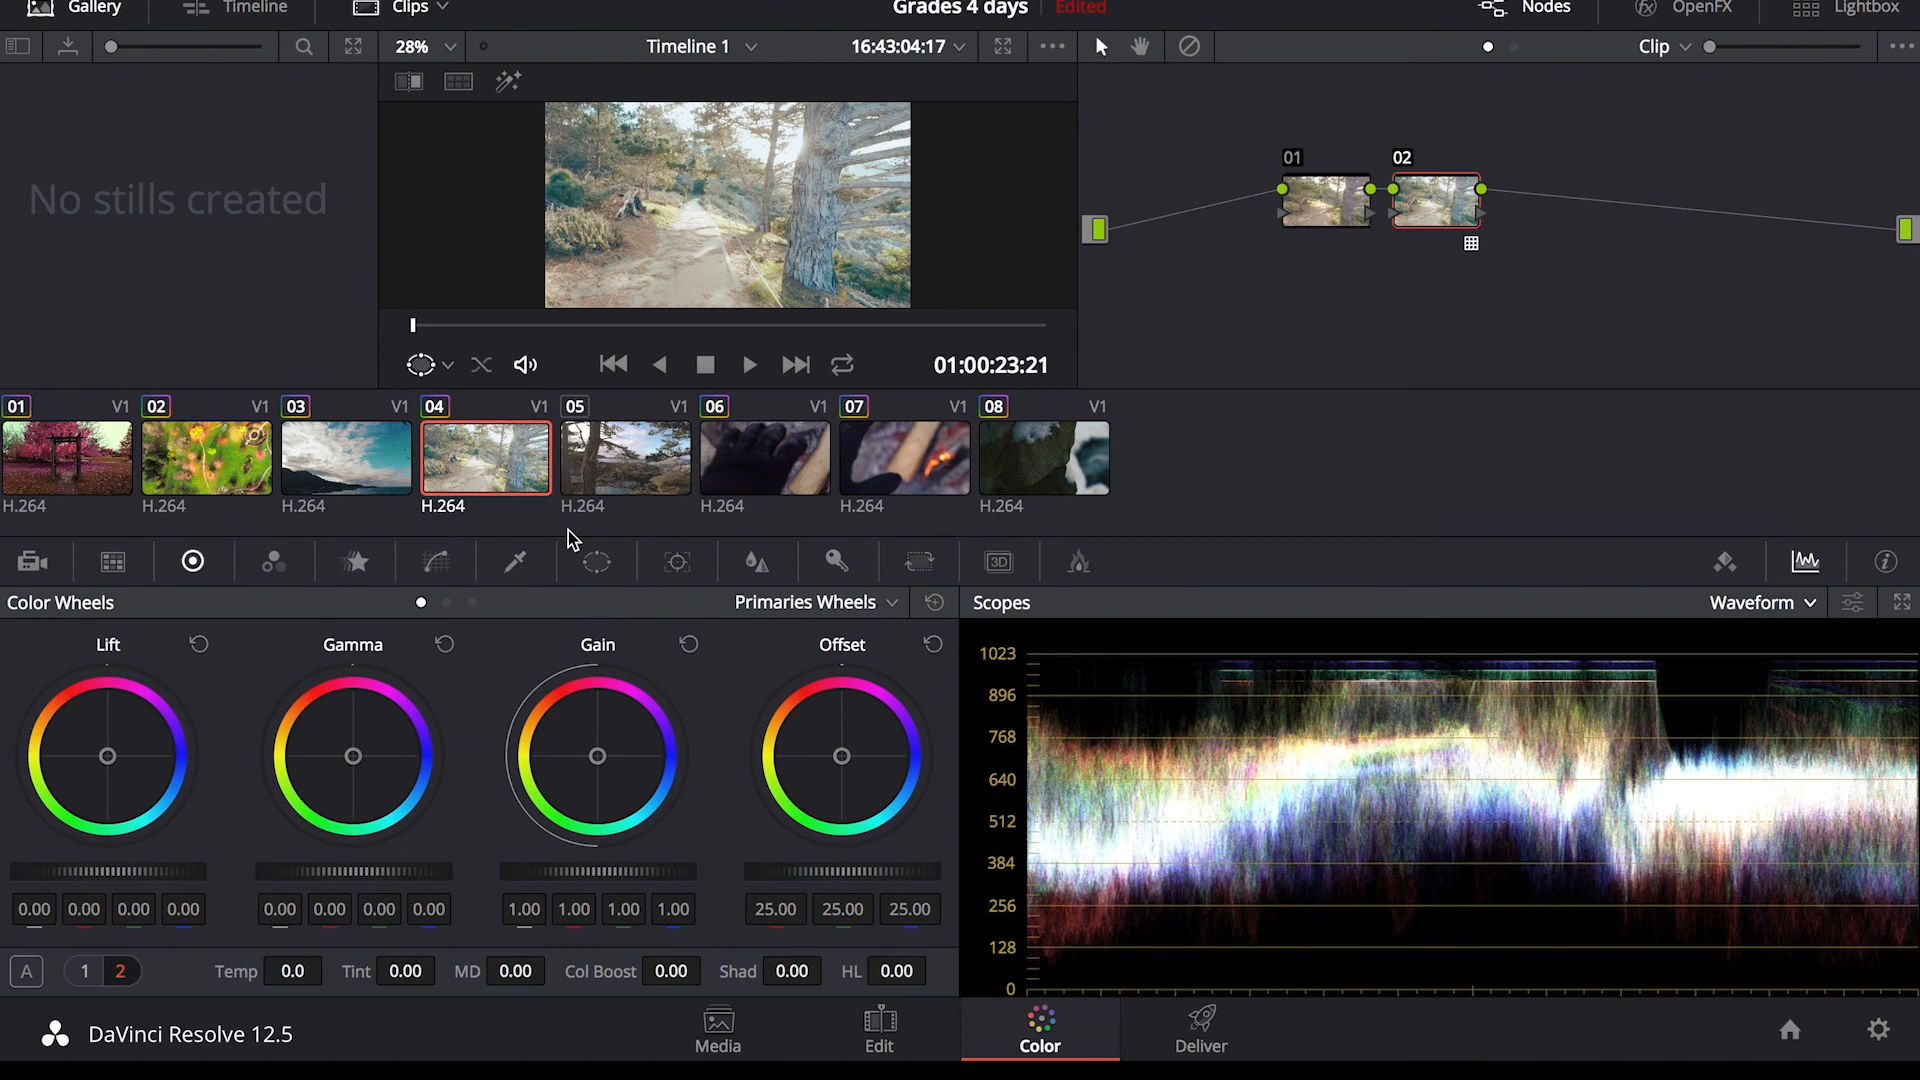 Gallery
Timeline
Clips
Grades 4 days
Edited
Nodes
OpenFX
Lightbox
28%
Timeline 1
16:43:04:17
Clip
No stills created
01
02
01:00:23:21
01 V1
02 V1
03 V1
04 V1
05 V1
06 V1
07 V1
08 V1
H.264
H.264
H.264
H.264
H.264
H.264
H.264
H.264
3D
Color Wheels
Primaries Wheels
Scopes
Waveform
Lift
Gamma
Gain
Offset
1023
896
768
640
512
384
256
128
0
0.00 0.00 0.00 0.00
0.00 0.00 0.00 0.00
1.00 1.00 1.00 1.00
25.00 25.00 25.00
A
1 2
Temp 0.0
Tint 0.00
MD 0.00
Col Boost 0.00
Shad 0.00
HL 0.00
DaVinci Resolve 12.5
Media
Edit
Color
Deliver